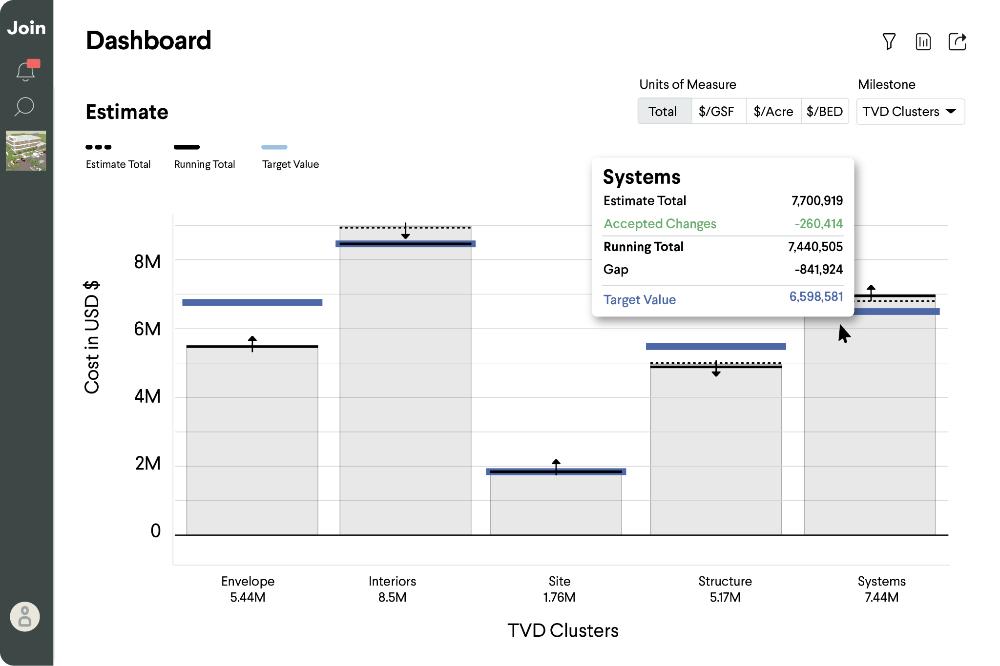 Join
Dashboard
Units of Measure
Milestone
Total
$/GSF
$/Acre
$/BED
TVD Clusters
Estimate
Estimate Total
Running Total
Target Value
Systems
Estimate Total 7,700,919
Accepted Changes -260,414
Running Total 7,440,505
Gap -841,924
Target Value 6,598,581
Cost in USD $
8M
6M
4M
2M
0
Envelope
5.44M
Interiors
8.5M
Site
1.76M
Structure
5.17M
Systems
7.44M
TVD Clusters